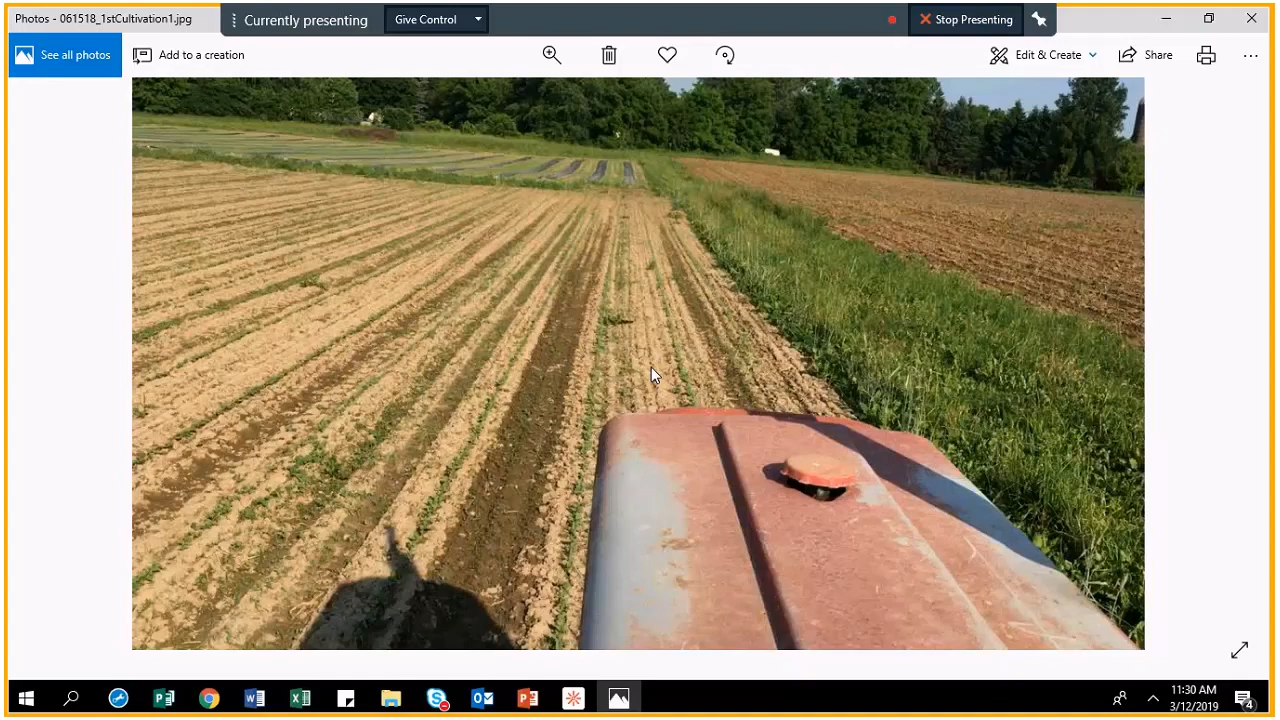 Photos - 061518_1stCultivation1.jpg
Currently presenting
Give Control
Stop Presenting
See all photos
Add to a creation
Edit & Create
Share
11:30 AM
3/12/2019
4